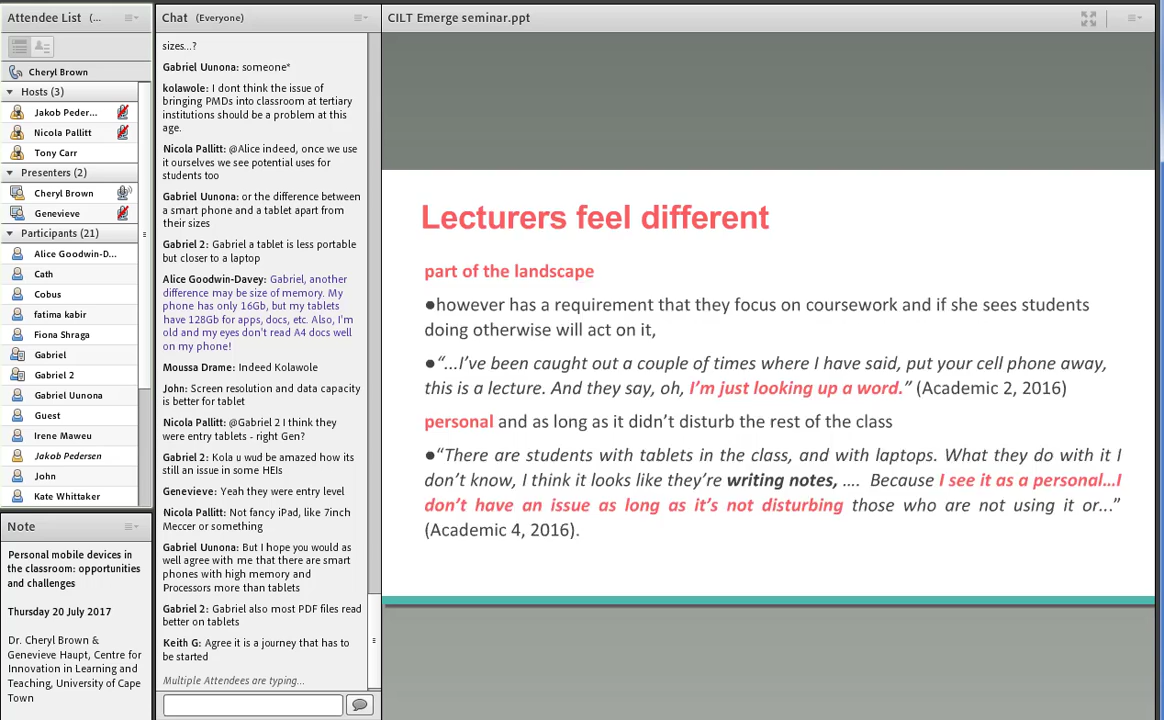 Attendee List (...
Cheryl Brown
Hosts (3)
Jakob Peder...
Nicola Pallitt
Tony Carr
Presenters (2)
Cheryl Brown
Genevieve
Participants (21)
Alice Goodwin-D...
Cath
Cobus
fatima kabir
Fiona Shraga
Gabriel
Gabriel 2
Gabriel Uunona
Guest
Irene Maweu
Jakob Pedersen
John
Kate Whittaker
Note
Personal mobile devices in
the classroom: opportunities
and challenges
Thursday 20 July 2017
Dr. Cheryl Brown &
Genevieve Haupt, Centre for
Innovation in Learning and
Teaching, University of Cape
Town
Chat (Everyone)
sizes...?
Gabriel Uunona: someone*
kolawole: I dont think the issue of
bringing PMDs into classroom at tertiary
institutions should be a problem at this
age.
Nicola Pallitt: @Alice indeed, once we use
it ourselves we see potential uses for
students too
Gabriel Uunona: or the difference between
a smart phone and a tablet apart from
their sizes
Gabriel 2: Gabriel a tablet is less portable
but closer to a laptop
Alice Goodwin-Davey: Gabriel, another
difference may be size of memory. My
phone has only 16Gb, but my tablets
have 128Gb for apps, docs, etc. Also, I'm
old and my eyes don't read A4 docs well
on my phone!
Moussa Drame: Indeed Kolawole
John: Screen resolution and data capacity
is better for tablet
Nicola Pallitt: @Gabriel 2 I think they
were entry tablets - right Gen?
Gabriel 2: Kola u wud be amazed how its
still an issue in some HEIs
Genevieve: Yeah they were entry level
Nicola Pallitt: Not fancy iPad, like 7inch
Meccer or something
Gabriel Uunona: But I hope you would as
well agree with me that there are smart
phones with high memory and
Processors more than tablets
Gabriel 2: Gabriel also most PDF files read
better on tablets
Keith G: Agree it is a journey that has to
be started
Multiple Attendees are typing...
CILT Emerge seminar.ppt
Lecturers feel different
part of the landscape
●however has a requirement that they focus on coursework and if she sees students
doing otherwise will act on it,
●“...I’ve been caught out a couple of times where I have said, put your cell phone away,
this is a lecture. And they say, oh, I’m just looking up a word.” (Academic 2, 2016)
personal and as long as it didn’t disturb the rest of the class
●“There are students with tablets in the class, and with laptops. What they do with it I
don’t know, I think it looks like they’re writing notes, .... Because I see it as a personal...I
don’t have an issue as long as it’s not disturbing those who are not using it or...”
(Academic 4, 2016).